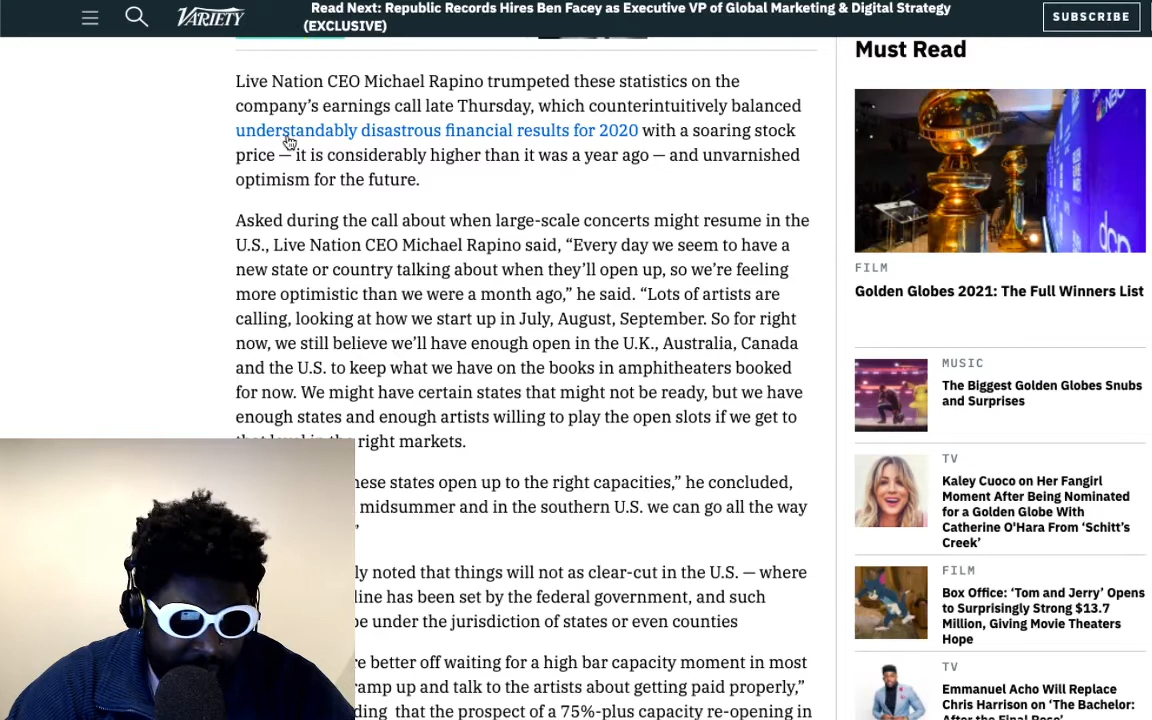 Read Next: Republic Records Hires Ben Facey as Executive VP of Global Marketing & Digital Strategy
(EXCLUSIVE)
VARIETY
SUBSCRIBE
Live Nation CEO Michael Rapino trumpeted these statistics on the
company’s earnings call late Thursday, which counterintuitively balanced
understandably disastrous financial results for 2020 with a soaring stock
price — it is considerably higher than it was a year ago — and unvarnished
optimism for the future.
Asked during the call about when large-scale concerts might resume in the
U.S., Live Nation CEO Michael Rapino said, “Every day we seem to have a
new state or country talking about when they’ll open up, so we’re feeling
more optimistic than we were a month ago,” he said. “Lots of artists are
calling, looking at how we start up in July, August, September. So for right
now, we still believe we’ll have enough open in the U.K., Australia, Canada
and the U.S. to keep what we have on the books in amphitheaters booked
for now. We might have certain states that might not be ready, but we have
enough states and enough artists willing to play the open slots if we get to
that level in the right markets.
these states open up to the right capacities,” he concluded,
midsummer and in the southern U.S. we can go all the way
”
noted that things will not as clear-cut in the U.S. — where
line has been set by the federal government, and such
be under the jurisdiction of states or even counties
better off waiting for a high bar capacity moment in most
ramp up and talk to the artists about getting paid properly,”
that the prospect of a 75%-plus capacity re-opening in
Must Read
NBC
dcp
FILM
Golden Globes 2021: The Full Winners List
MUSIC
The Biggest Golden Globes Snubs
and Surprises
TV
Kaley Cuoco on Her Fangirl
Moment After Being Nominated
for a Golden Globe With
Catherine O'Hara From ‘Schitt’s
Creek’
FILM
Box Office: ‘Tom and Jerry’ Opens
to Surprisingly Strong $13.7
Million, Giving Movie Theaters
Hope
TV
Emmanuel Acho Will Replace
Chris Harrison on ‘The Bachelor:
After the Final Rose’